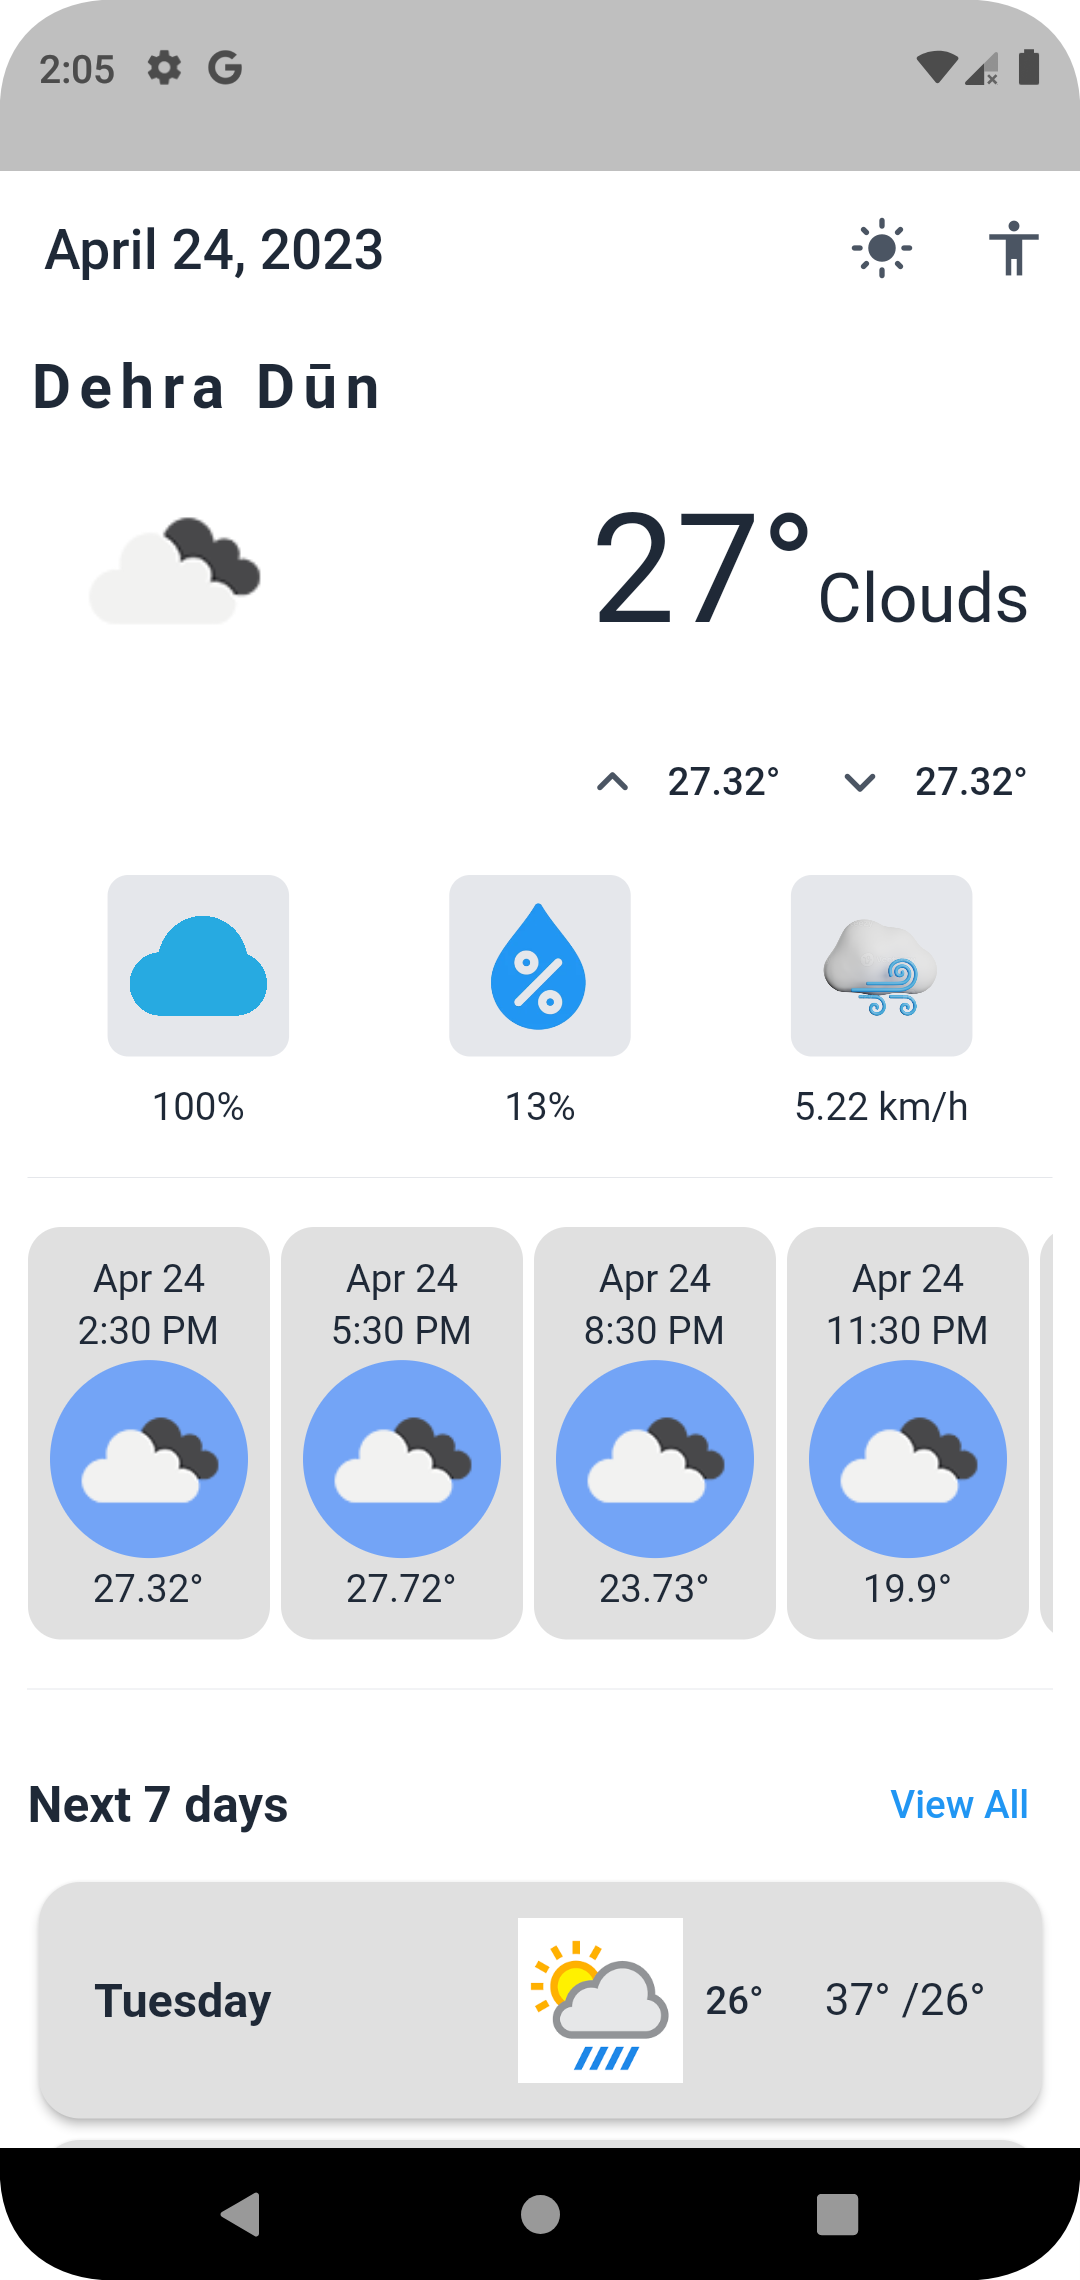 2:05
April 24, 2023
Dehra Dūn
27° Clouds
27.32° 27.32°
100% 13% 5.22 km/h
Apr 24 Apr 24 Apr 24 Apr 24
2:30 PM 5:30 PM 8:30 PM 11:30 PM
27.32° 27.72° 23.73° 19.9°
Next 7 days View All
Tuesday 26° 37° /26°